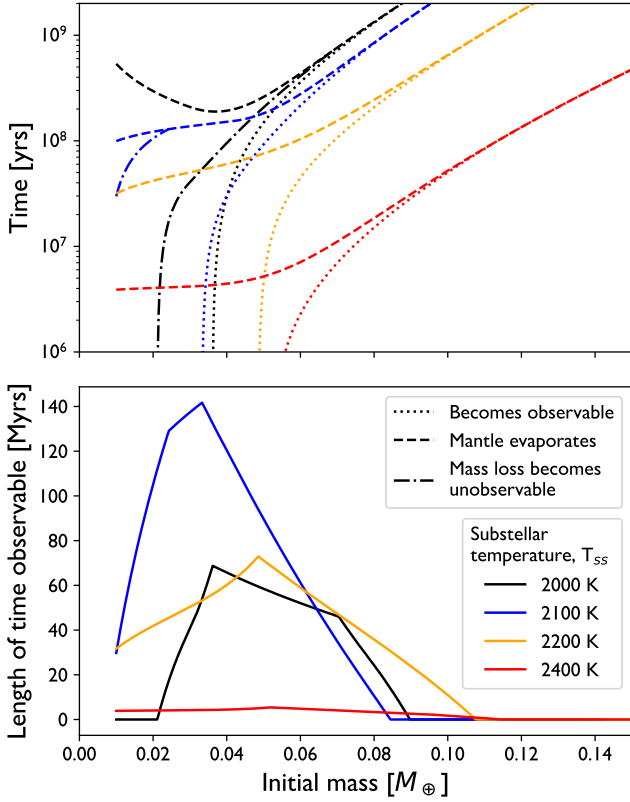 10⁹
10⁸
10⁷
10⁶
Time [yrs]
140
120
100
80
60
40
20
0
Length of time observable [Myrs]
Becomes observable
Mantle evaporates
Mass loss becomes
unobservable
Substellar
temperature, Tₛₛ
2000 K
2100 K
2200 K
2400 K
0.00 0.02 0.04 0.06 0.08 0.10 0.12 0.14
Initial mass [M⊕]